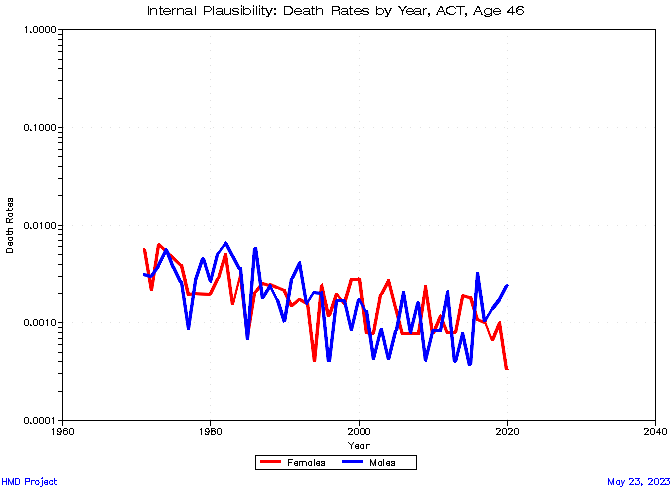 Internal Plausibility: Death Rates by Year, ACT, Age 46
1.0000
0.1000
0.0100
0.0010
0.0001
Death Rates
1960
1980
2000
2020
2040
Year
Females
Males
HMD Project
May 23, 2023